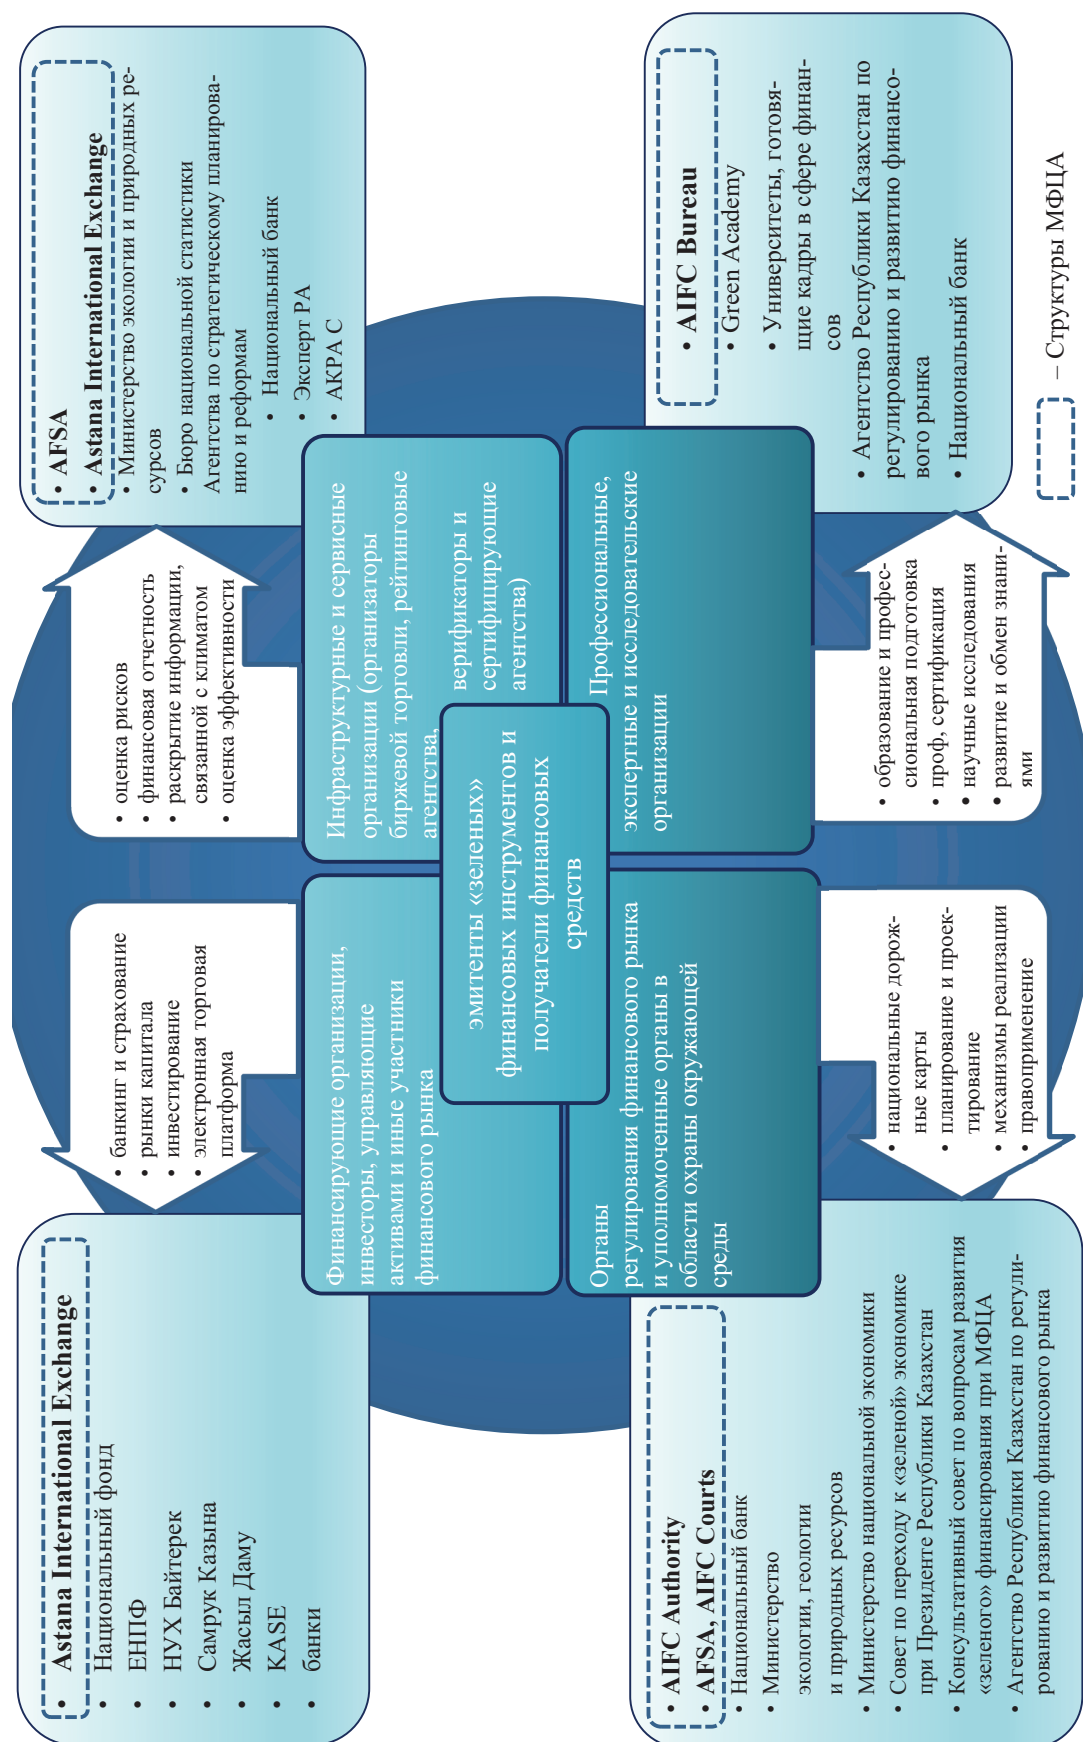 • Astana International Exchange
• Национальный фонд
• ЕНПФ
• НУХ Байтерек
• Самрук Казына
• Жасыл Даму
• KASE
• банки
• банкинг и страхование
• рынки капитала
• инвестирование
• электронная торговая
платформа
• оценка рисков
• финансовая отчетность
• раскрытие информации,
связанной с климатом
• оценка эффективности
• AFSA
• Astana International Exchange
• Министерство экологии и природных ре-
сурсов
• Бюро национальной статистики
Агентства по стратегическому планирова-
нию и реформам
• Национальный банк
• Эксперт РА
• АКРА С
Финансирующие организации,
инвесторы, управляющие
активами и иные участники
финансового рынка
Инфраструктурные и сервисные
организации (организаторы
биржевой торговли, рейтинговые
агентства,
верификаторы и
сертифицирующие
агентства)
эмитенты «зеленых»
финансовых инструментов и
получатели финансовых
средств
Органы
регулирования финансового рынка
и уполномоченные органы в
области охраны окружающей
среды
Профессиональные,
экспертные и исследовательские
организации
• AIFC Authority
• AFSA, AIFC Courts
• Национальный банк
• Министерство
экологии, геологии
и природных ресурсов
• Министерство национальной экономики
• Совет по переходу к «зеленой» экономике
при Президенте Республики Казахстан
• Консультативный совет по вопросам развития
«зеленого» финансирования при МФЦА
• Агентство Республики Казахстан по регули-
рованию и развитию финансового рынка
• национальные дорож-
ные карты
• планирование и проек-
тирование
• механизмы реализации
• правоприменение
• образование и профес-
сиональная подготовка
• проф, сертификация
• научные исследования
• развитие и обмен знани-
ями
• AIFC Bureau
• Green Academy
• Университеты, готовя-
щие кадры в сфере финан-
сов
• Агентство Республики Казахстан по
регулированию и развитию финансо-
вого рынка
• Национальный банк
– Структуры МФЦА